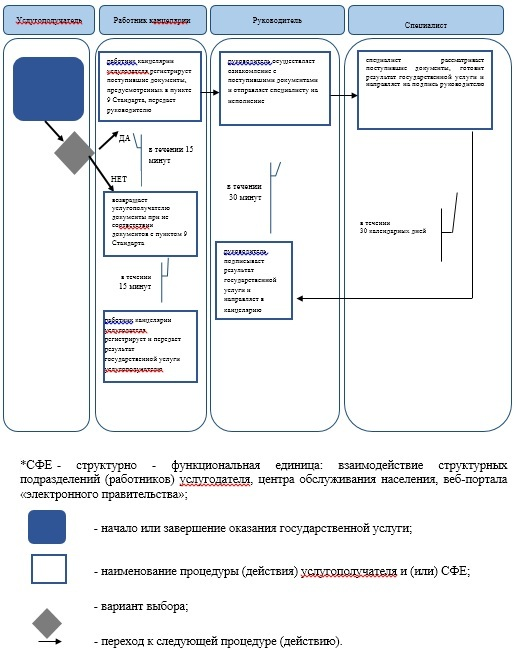 Услугополучатель
Работник канцелярии
Руководитель
Специалист
работник канцелярии
услугодателя регистрирует
поступившие документы,
предусмотренных в пункте
9 Стандарта, передает
руководителю
руководитель осуществляет
ознакомление с
поступившими документами
и отправляет специалисту на
исполнение
специалист рассматривает
поступившие документы, готовит
результат государственной услуги и
направляет на подпись руководителю
ДА
в течении 15
минут
НЕТ
возвращает
услугополучателю
документы при не
соответствии
документов с пунктом 9
Стандарта
в течении
30 минут
в течении
30 календарных дней
руководитель
подписывает
результат
государственной
услуги и
направляет в
канцелярию
в течении
15 минут
работник канцелярии
услугодателя
регистрирует и передает
результат
государственной услуги
услугополучателя
*СФЕ - структурно - функциональная единица: взаимодействие структурных
подразделений (работников) услугодателя, центра обслуживания населения, веб-портала
«электронного правительства»;
- начало или завершение оказания государственной услуги;
- наименование процедуры (действия) услугополучателя и (или) СФЕ;
- вариант выбора;
- переход к следующей процедуре (действию).